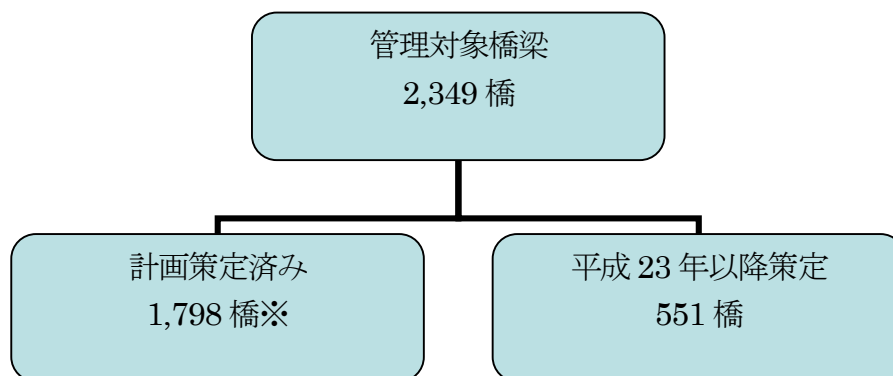 管理対象橋梁
2,349 橋
計画策定済み
1,798 橋※
平成 23 年以降策定
551 橋